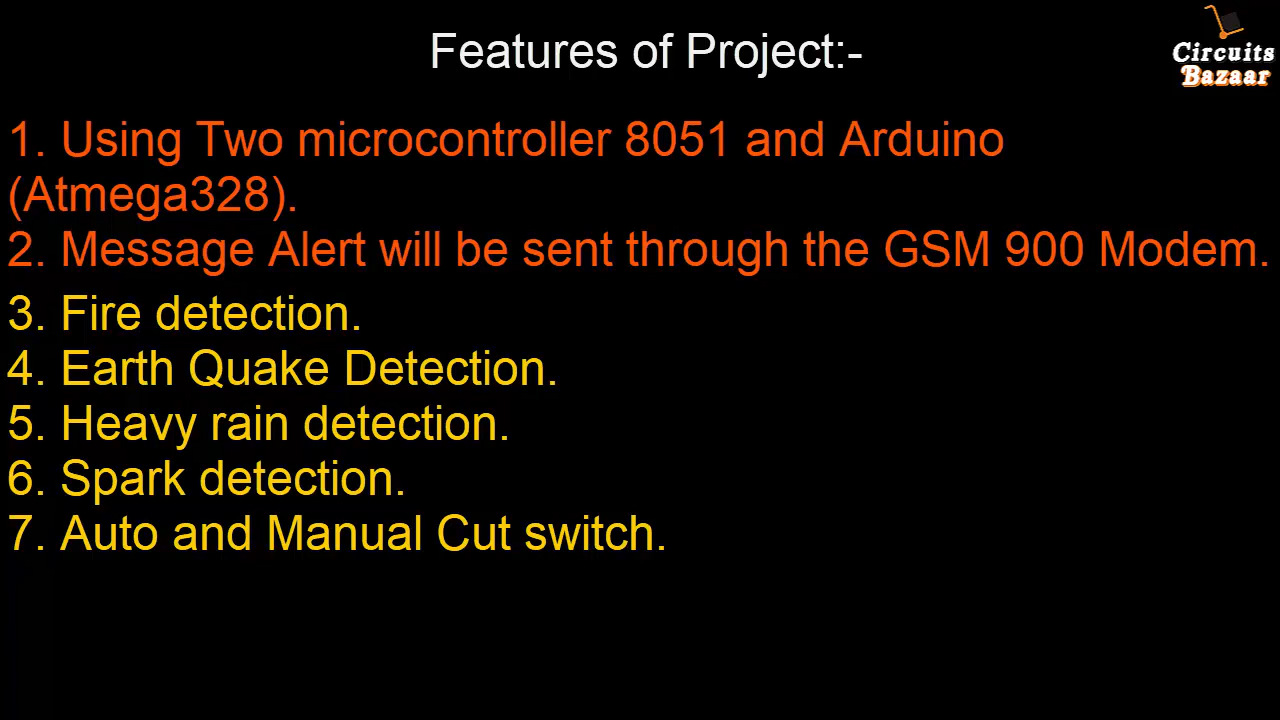 Features of Project:-
Circuits
Bazaar
1. Using Two microcontroller 8051 and Arduino
(Atmega328).
2. Message Alert will be sent through the GSM 900 Modem.
3. Fire detection.
4. Earth Quake Detection.
5. Heavy rain detection.
6. Spark detection.
7. Auto and Manual Cut switch.